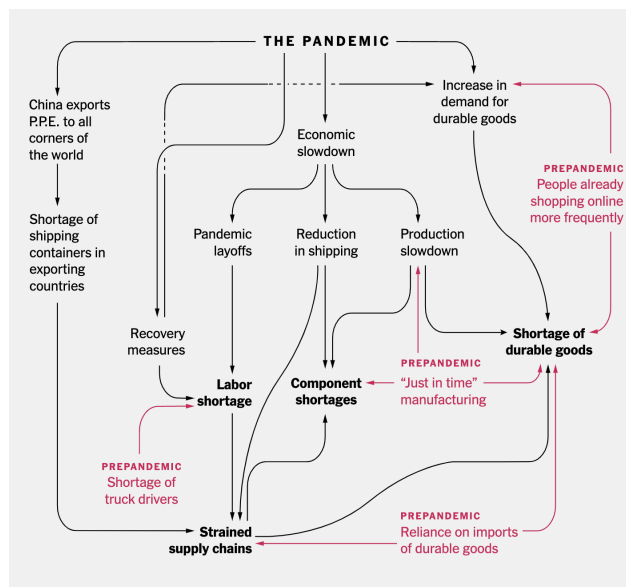 THE PANDEMIC
China exports
P.P.E. to all
corners of
the world
Increase in
demand for
durable goods
Economic
slowdown
PREPANDEMIC
People already
shopping online
more frequently
Shortage of
shipping
containers in
exporting
countries
Pandemic
layoffs
Reduction
in shipping
Production
slowdown
Recovery
measures
Shortage of
durable goods
Labor
shortage
Component
shortages
PREPANDEMIC
“Just in time”
manufacturing
PREPANDEMIC
Shortage of
truck drivers
Strained
supply chains
PREPANDEMIC
Reliance on imports
of durable goods